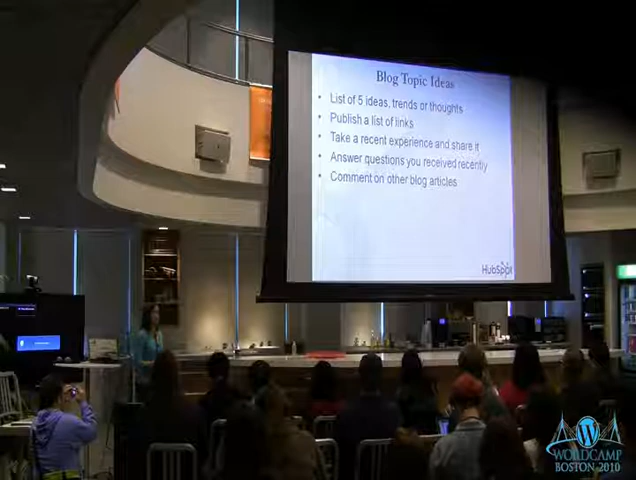 Blog Topic Ideas
• List of 5 ideas, trends or thoughts
• Publish a list of links
• Take a recent experience and share it
• Answer questions you received recently
• Comment on other blog articles
HubSpot
WORDCAMP
BOSTON 2010